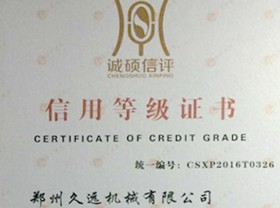 诚硕信评
CHENGSHUO XINPING
信用等级证书
CERTIFICATE OF CREDIT GRADE
统一编号：CSXP2016T0326
郑州久远机械有限公司